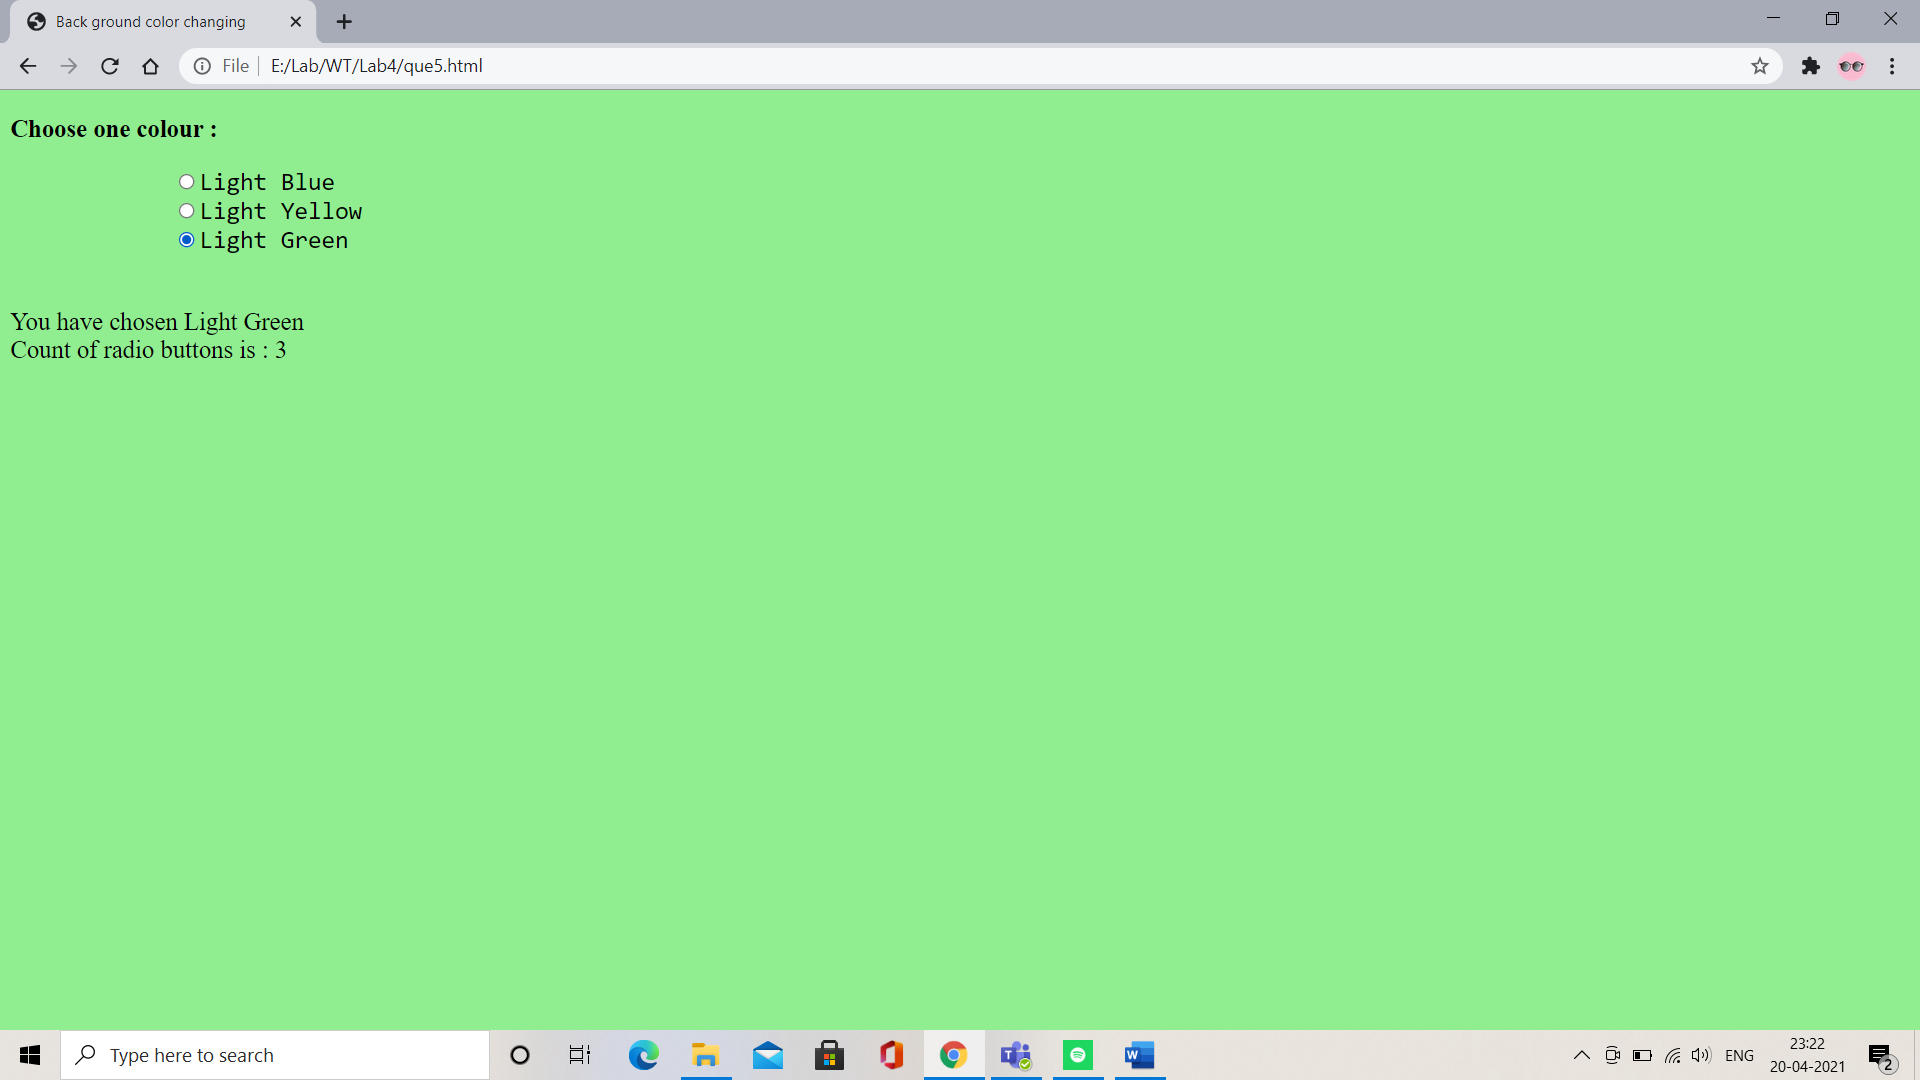 Back ground color changing
File E:/Lab/WT/Lab4/que5.html
Choose one colour :
Light Blue
Light Yellow
Light Green
You have chosen Light Green
Count of radio buttons is : 3
Type here to search
T
W
ENG
23:22
20-04-2021
2